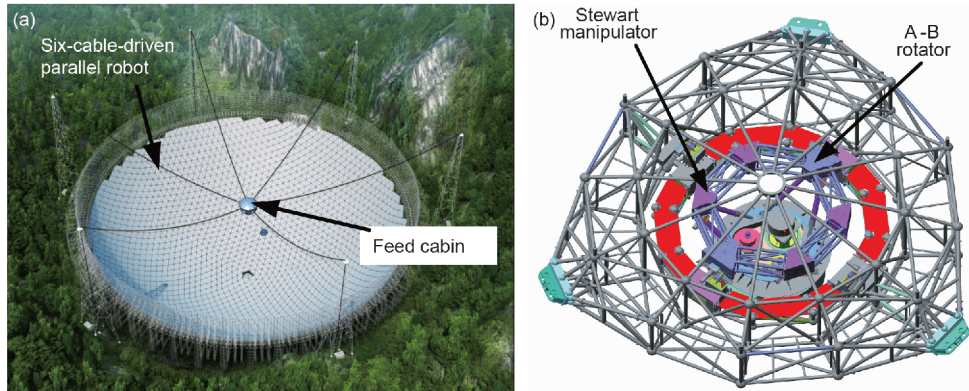 (a)
Six-cable-driven
parallel robot
Feed cabin
(b)
Stewart
manipulator
A-B
rotator